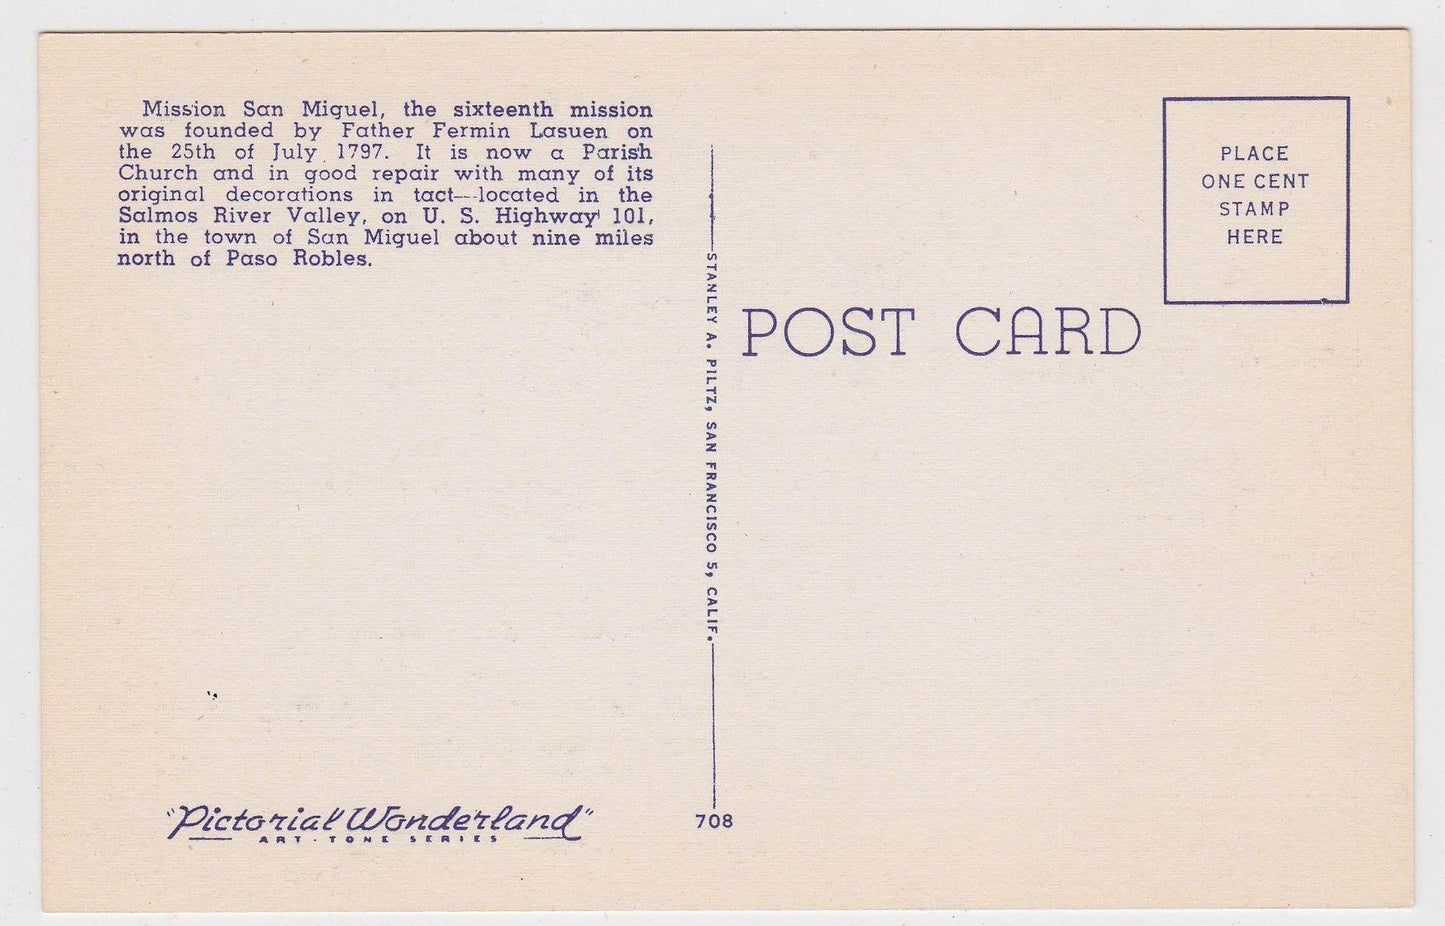 Mission San Miguel, the sixteenth mission
was founded by Father Fermin Lasuen on
the 25th of July 1797. It is now a Parish
Church and in good repair with many of its
original decorations in tact—located in the
Salmos River Valley, on U. S. Highway 101,
in the town of San Miguel about nine miles
north of Paso Robles.
"Pictorial Wonderland"
ART-TONE SERIES
STANLEY A. PILTZ, SAN FRANCISCO 5, CALIF.
708
POST CARD
PLACE
ONE CENT
STAMP
HERE